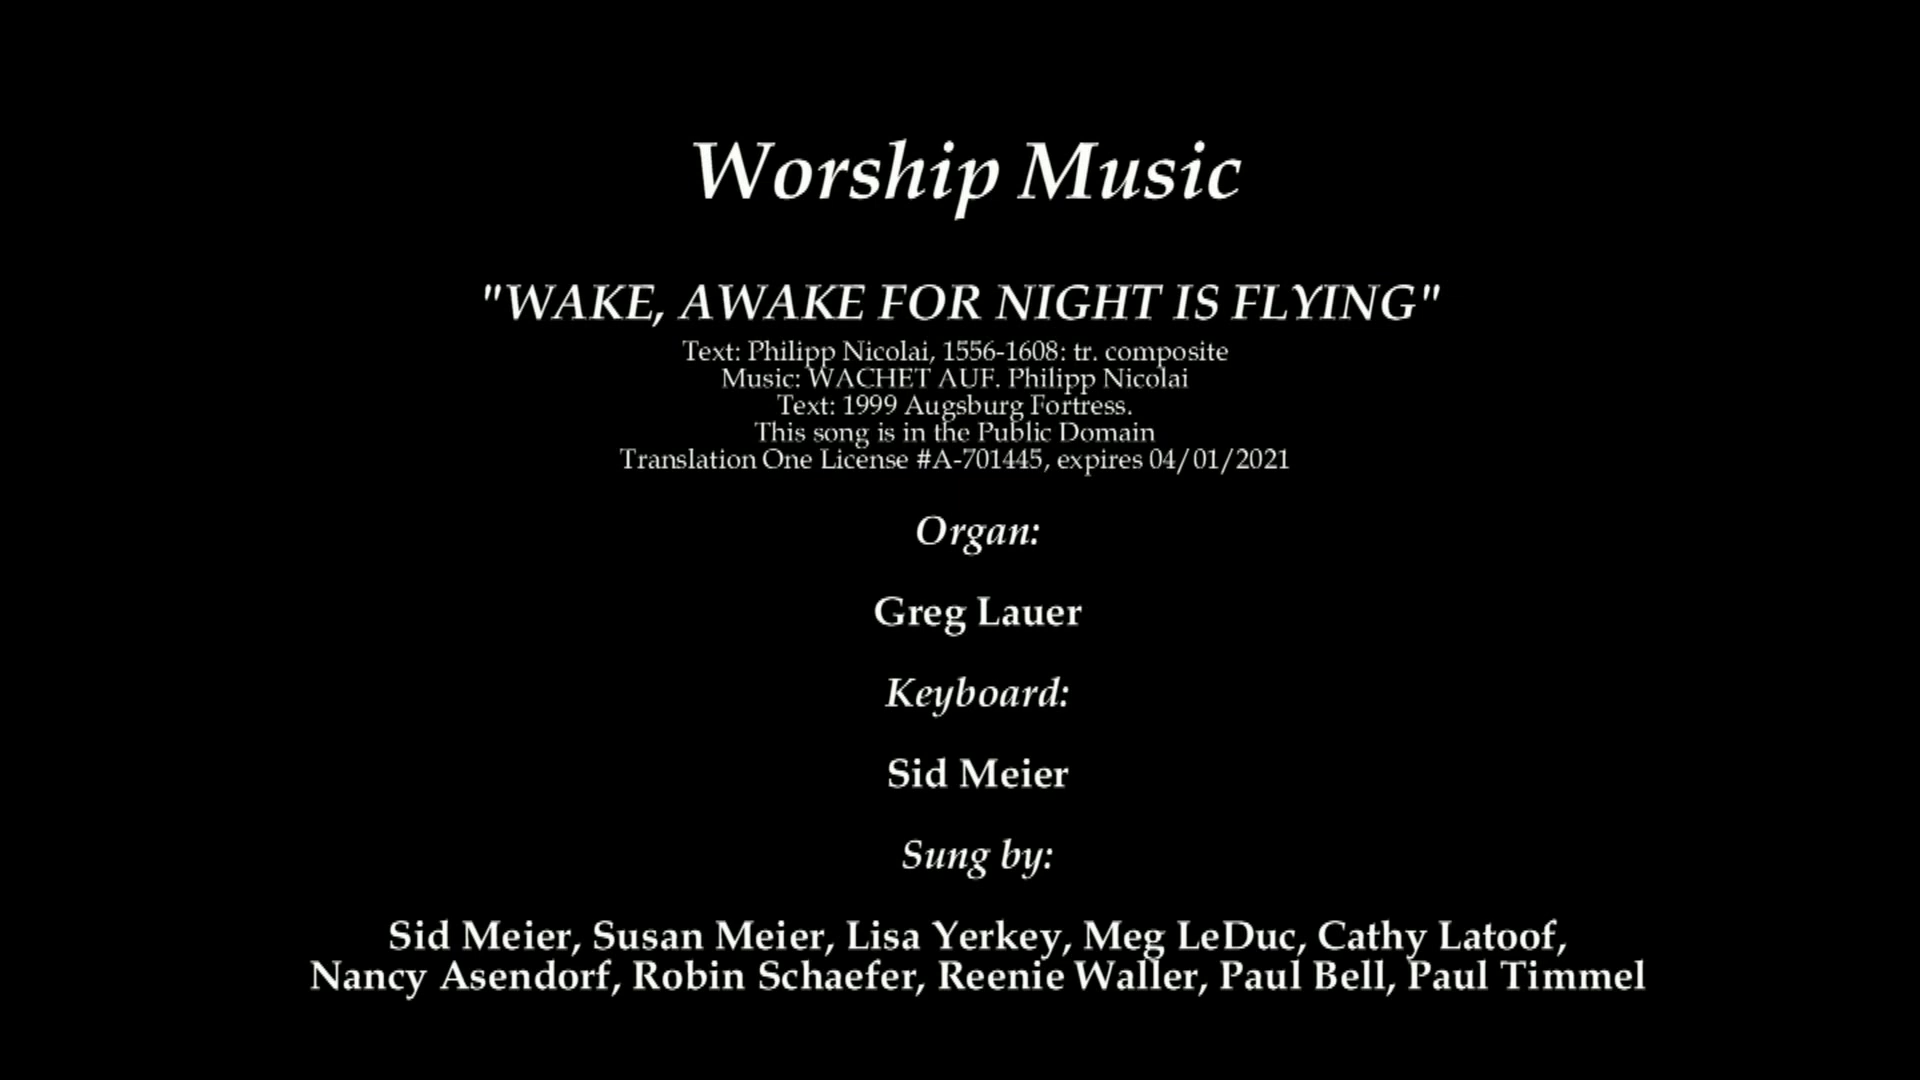 Worship Music
"WAKE, AWAKE FOR NIGHT IS FLYING"
Text: Philipp Nicolai, 1556-1608: tr. composite
Music: WACHET AUF. Philipp Nicolai
Text: 1999 Augsburg Fortress.
This song is in the Public Domain
Translation One License #A-701445, expires 04/01/2021
Organ:
Greg Lauer
Keyboard:
Sid Meier
Sung by:
Sid Meier, Susan Meier, Lisa Yerkey, Meg LeDuc, Cathy Latoof,
Nancy Asendorf, Robin Schaefer, Reenie Waller, Paul Bell, Paul Timmel